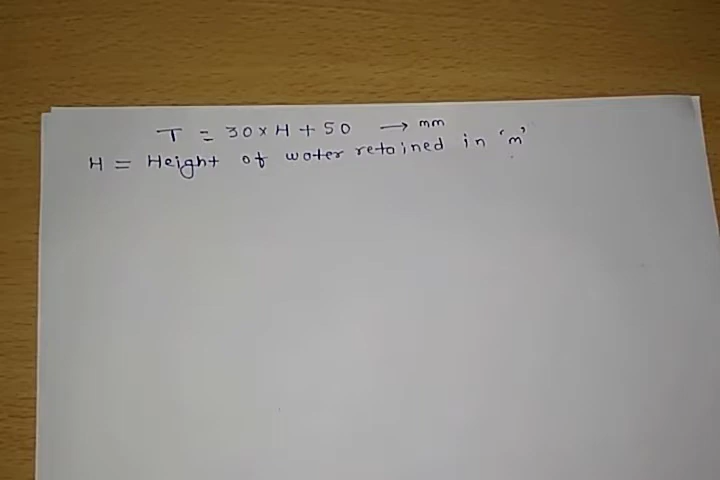 T = 30 × H + 50 → mm
H = Height of water retained in 'm'